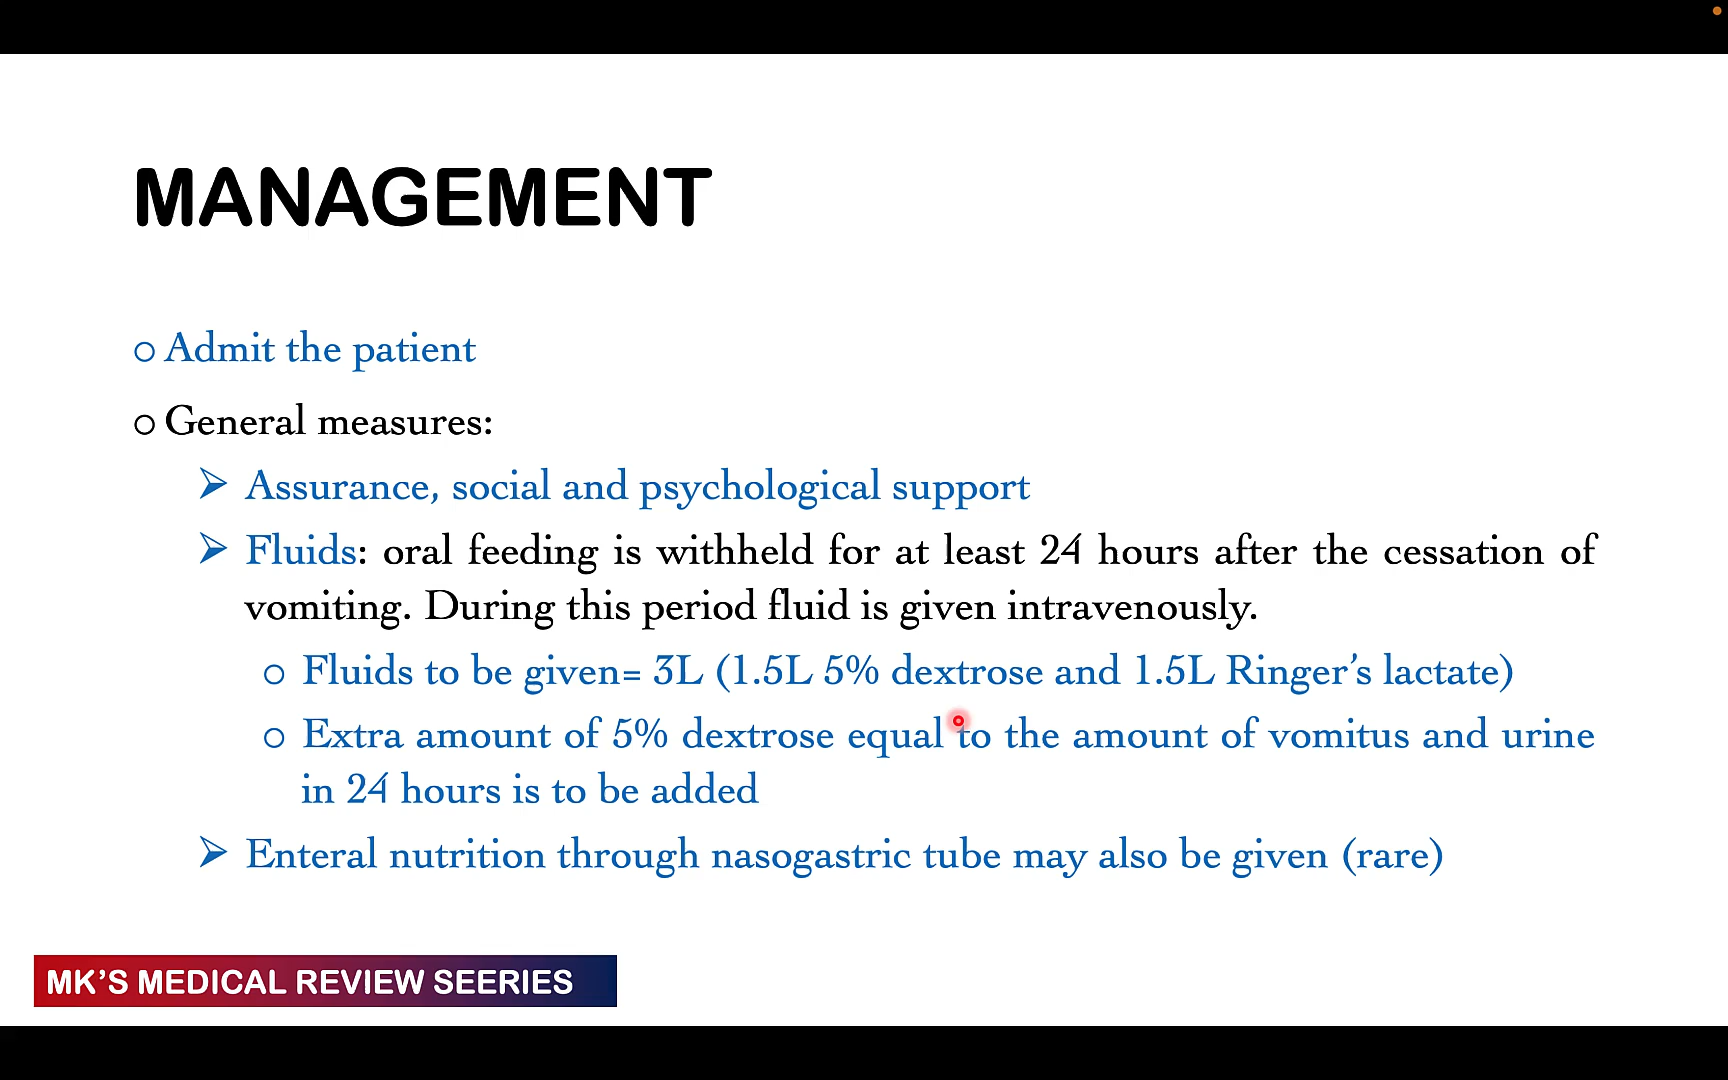 MANAGEMENT
○ Admit the patient
○ General measures:
➢ Assurance, social and psychological support
➢ Fluids: oral feeding is withheld for at least 24 hours after the cessation of
vomiting. During this period fluid is given intravenously.
○ Fluids to be given= 3L (1.5L 5% dextrose and 1.5L Ringer’s lactate)
○ Extra amount of 5% dextrose equal to the amount of vomitus and urine
in 24 hours is to be added
➢ Enteral nutrition through nasogastric tube may also be given (rare)
MK’S MEDICAL REVIEW SEERIES